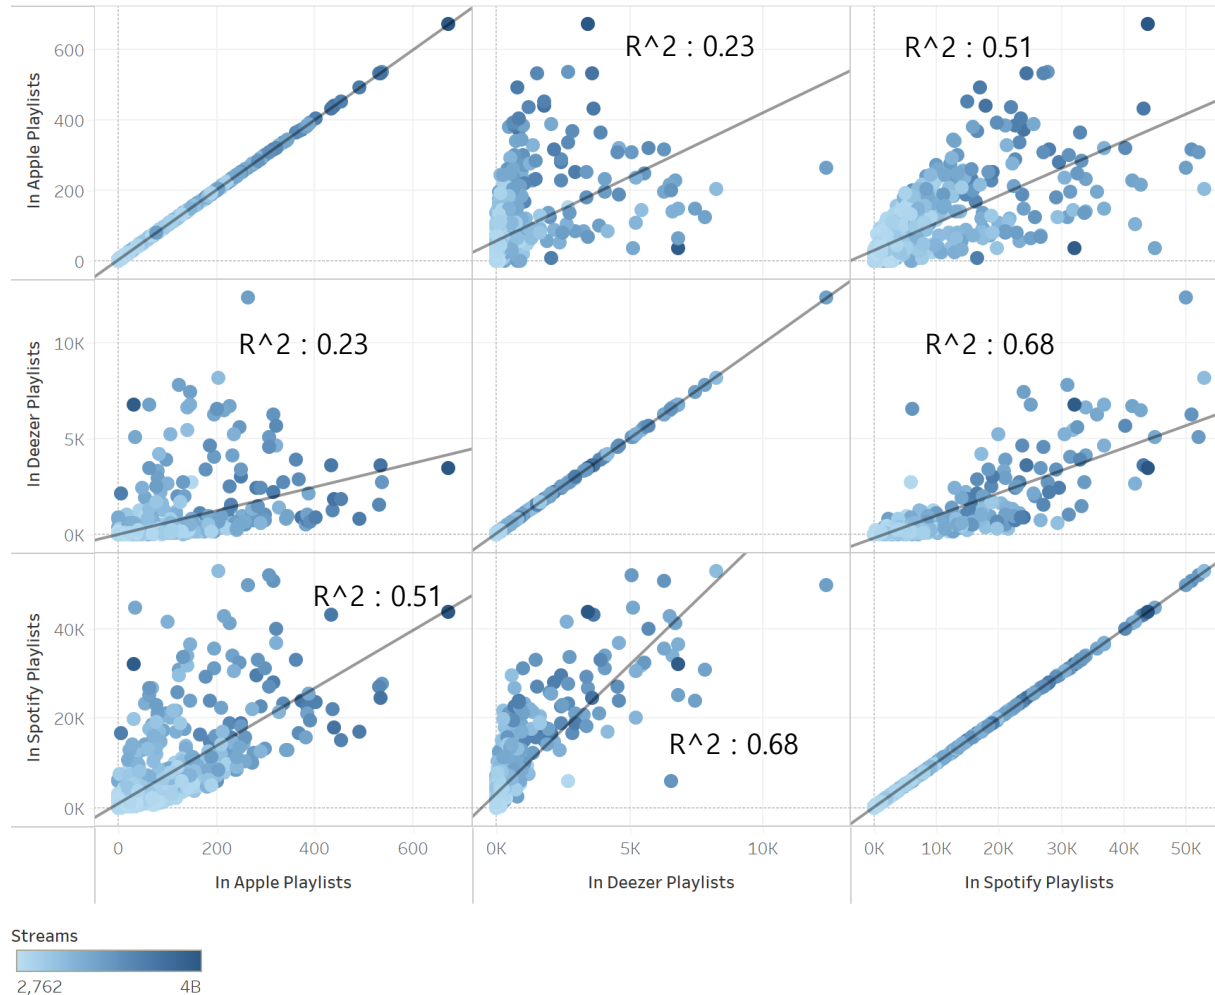 In Apple Playlists
600
400
200
0
R^2 : 0.23
R^2 : 0.51
In Deezer Playlists
10K
5K
0K
R^2 : 0.23
R^2 : 0.68
In Spotify Playlists
40K
20K
0K
R^2 : 0.51
R^2 : 0.68
0 200 400 600 0K 5K 10K 0K 10K 20K 30K 40K 50K
In Apple Playlists In Deezer Playlists In Spotify Playlists
Streams
2,762 4B